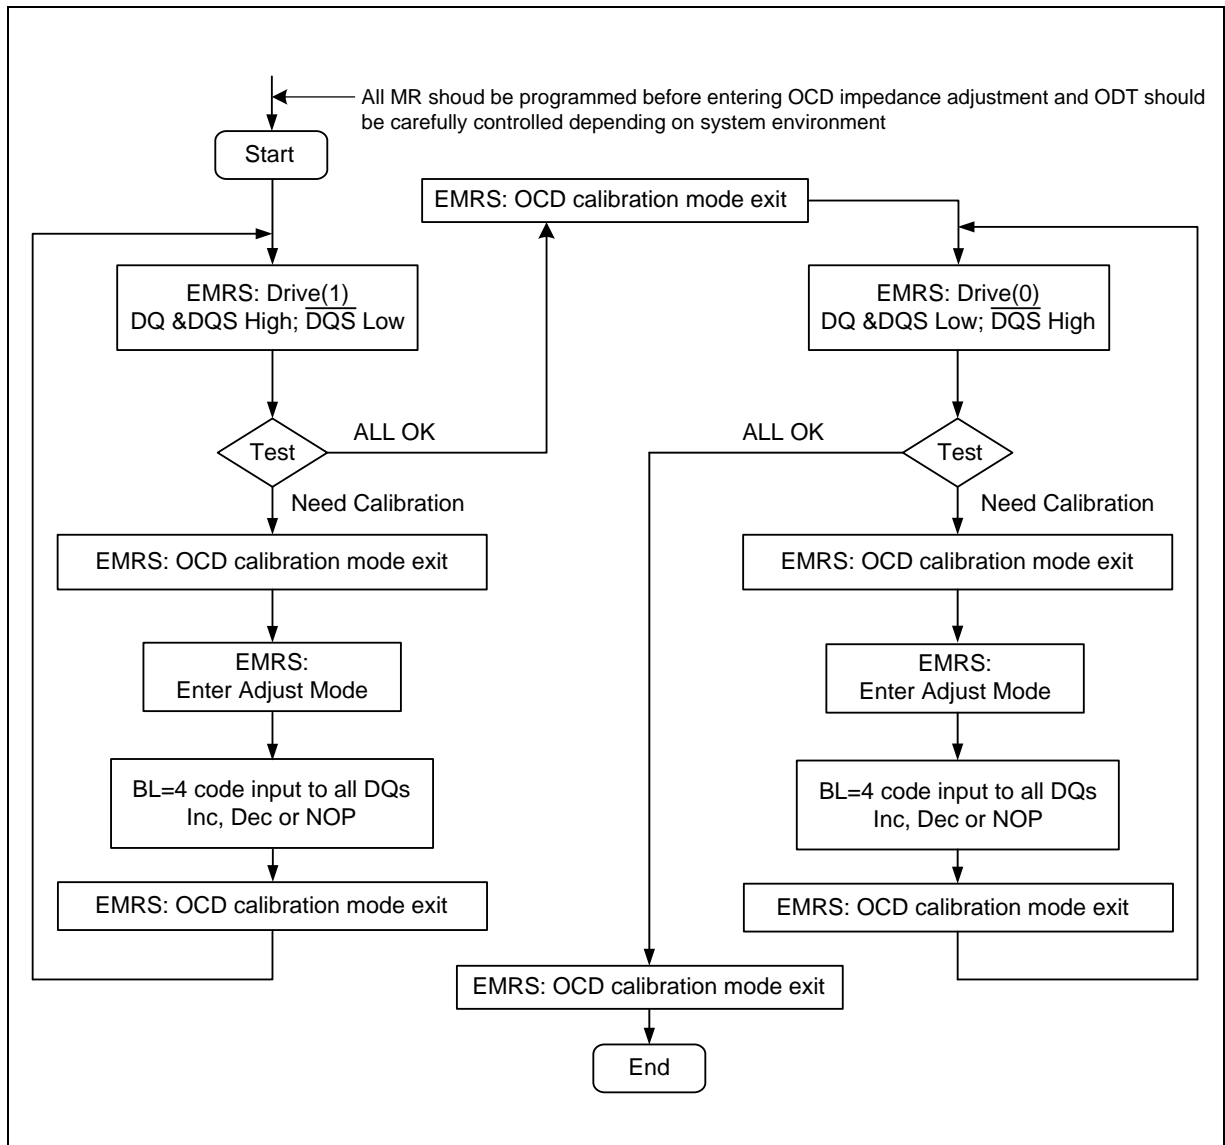 All MR shoud be programmed before entering OCD impedance adjustment and ODT should
be carefully controlled depending on system environment
Start
EMRS: OCD calibration mode exit
EMRS: Drive(1)
DQ &DQS High; D̅Q̅S̅ Low
Test
ALL OK
Need Calibration
EMRS: OCD calibration mode exit
EMRS:
Enter Adjust Mode
BL=4 code input to all DQs
Inc, Dec or NOP
EMRS: OCD calibration mode exit
EMRS: Drive(0)
DQ &DQS Low; D̅Q̅S̅ High
ALL OK
Test
Need Calibration
EMRS: OCD calibration mode exit
EMRS:
Enter Adjust Mode
BL=4 code input to all DQs
Inc, Dec or NOP
EMRS: OCD calibration mode exit
EMRS: OCD calibration mode exit
End